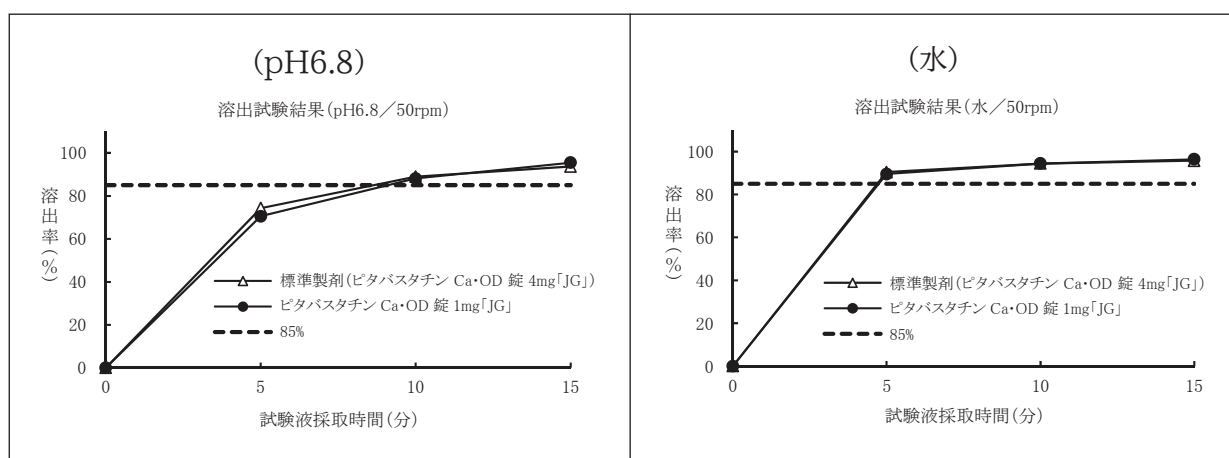 (pH6.8)
溶出試験結果(pH6.8/50rpm)
100
80
60
40
20
0
溶出率(%)
標準製剤(ピタバスタチン Ca・OD 錠 4mg「JG」)
ピタバスタチン Ca・OD 錠 1mg「JG」
85%
0 5 10 15
試験液採取時間(分)
(水)
溶出試験結果(水/50rpm)
100
80
60
40
20
0
溶出率(%)
標準製剤(ピタバスタチン Ca・OD 錠 4mg「JG」)
ピタバスタチン Ca・OD 錠 1mg「JG」
85%
0 5 10 15
試験液採取時間(分)